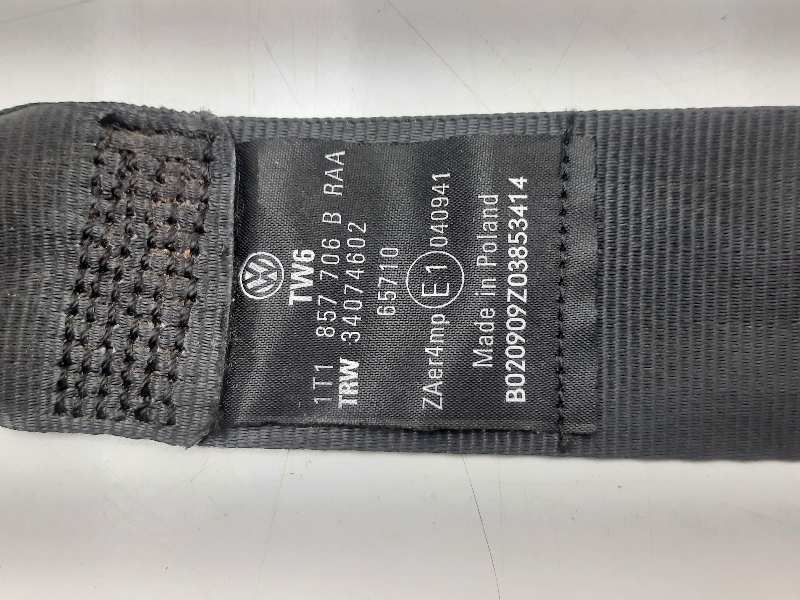 TW6
1T1 857 706 B RAA
TRW 34074602
65710
ZAer4mp E1 040941
Made in Poland
B020909Z03853414